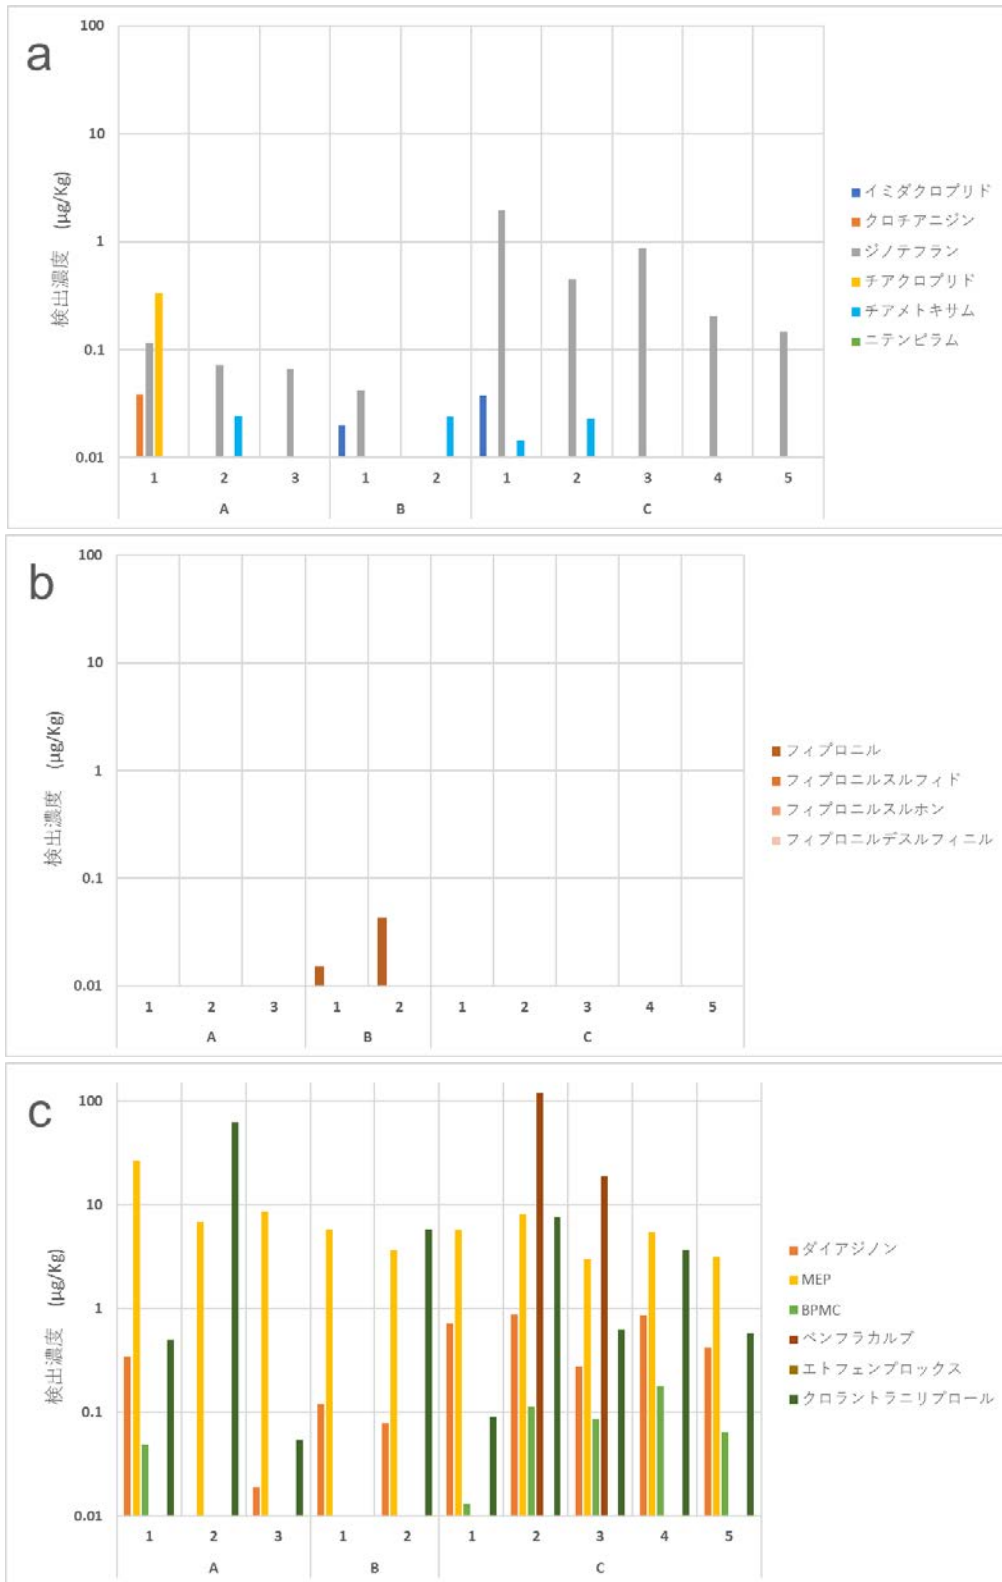 a
検出濃度 (μg/Kg)
100
10
1
0.1
0.01
1 2 3 1 2 1 2 3 4 5
A B C
イミダクロプリド
クロチアニジン
ジノテフラン
チアクロプリド
チアメトキサム
ニテンピラム
b
検出濃度 (μg/Kg)
100
10
1
0.1
0.01
1 2 3 1 2 1 2 3 4 5
A B C
フィプロニル
フィプロニルスルフィド
フィプロニルスルホン
フィプロニルデスルフィニル
c
検出濃度 (μg/Kg)
100
10
1
0.1
0.01
1 2 3 1 2 1 2 3 4 5
A B C
ダイアジノン
MEP
BPMC
ベンフラカルブ
エトフェンプロックス
クロラントラニリプロール